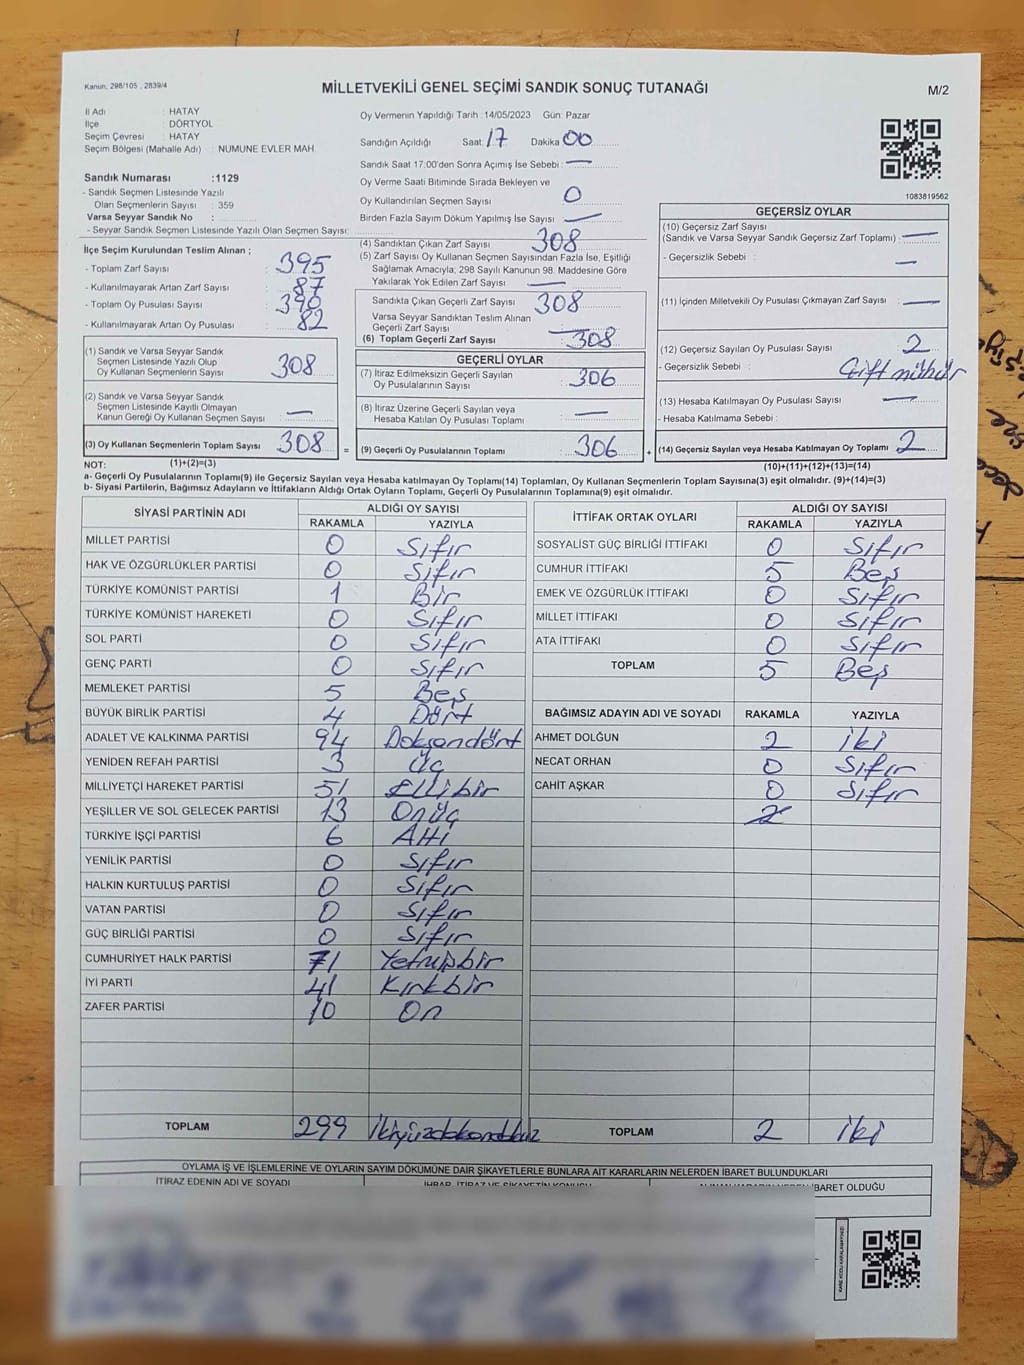 Kanun, 298/105 , 2839/4
MİLLETVEKİLİ GENEL SEÇİMİ SANDIK SONUÇ TUTANAĞI
M/2
İl Adı : HATAY
İlçe : DÖRTYOL
Seçim Çevresi : HATAY
Seçim Bölgesi (Mahalle Adı) : NUMUNE EVLER MAH.
Sandık Numarası :1129
- Sandık Seçmen Listesinde Yazılı
Olan Seçmenlerin Sayısı : 359
Varsa Seyyar Sandık No :
- Seyyar Sandık Seçmen Listesinde Yazılı Olan Seçmen Sayısı:
Oy Vermenin Yapıldığı Tarih :14/05/2023 Gün: Pazar
Sandığın Açıldığı Saat: 17 Dakika 00
Sandık Saat 17:00'den Sonra Açımış İse Sebebi : —
Oy Verme Saati Bitiminde Sırada Bekleyen ve
Oy Kullandırılan Seçmen Sayısı : 0
Birden Fazla Sayım Döküm Yapılmış İse Sayısı : —
1083819562
İlçe Seçim Kurulundan Teslim Alınan ;
- Toplam Zarf Sayısı : 395
- Kullanılmayarak Artan Zarf Sayısı : 87
- Toplam Oy Pusulası Sayısı : 390
- Kullanılmayarak Artan Oy Pusulası : 82
(1) Sandık ve Varsa Seyyar Sandık
Seçmen Listesinde Yazılı Olup
Oy Kullanan Seçmenlerin Sayısı : 308
(2) Sandık ve Varsa Seyyar Sandık
Seçmen Listesinde Kayıtlı Olmayan
Kanun Gereği Oy Kullanan Seçmen Sayısı : —
(3) Oy Kullanan Seçmenlerin Toplam Sayısı : 308
(4) Sandıktan Çıkan Zarf Sayısı : 308
(5) Zarf Sayısı Oy Kullanan Seçmen Sayısından Fazla İse, Eşitliği
Sağlamak Amacıyla; 298 Sayılı Kanunun 98. Maddesine Göre
Yakılarak Yok Edilen Zarf Sayısı : —
Sandıkta Çıkan Geçerli Zarf Sayısı : 308
Varsa Seyyar Sandıktan Teslim Alınan
Geçerli Zarf Sayısı : —
(6) Toplam Geçerli Zarf Sayısı : 308
GEÇERLİ OYLAR
(7) İtiraz Edilmeksizin Geçerli Sayılan
Oy Pusulalarının Sayısı : 306
(8) İtiraz Üzerine Geçerli Sayılan veya
Hesaba Katılan Oy Pusulası Toplamı : —
= (9) Geçerli Oy Pusulalarının Toplamı : 306
GEÇERSİZ OYLAR
(10) Geçersiz Zarf Sayısı
(Sandık ve Varsa Seyyar Sandık Geçersiz Zarf Toplamı) : —
- Geçersizlik Sebebi : —
(11) İçinden Milletvekili Oy Pusulası Çıkmayan Zarf Sayısı : —
(12) Geçersiz Sayılan Oy Pusulası Sayısı : 2
- Geçersizlik Sebebi : Çift mühür
(13) Hesaba Katılmayan Oy Pusulası Sayısı : —
- Hesaba Katılmama Sebebi :
+ (14) Geçersiz Sayılan veya Hesaba Katılmayan Oy Toplamı : 2
NOT: (1)+(2)=(3)
(10)+(11)+(12)+(13)=(14)
a- Geçerli Oy Pusulalarının Toplamı(9) ile Geçersiz Sayılan veya Hesaba katılmayan Oy Toplamı(14) Toplamları, Oy Kullanan Seçmenlerin Toplam Sayısına(3) eşit olmalıdır. (9)+(14)=(3)
b- Siyasi Partilerin, Bağımsız Adayların ve İttifakların Aldığı Ortak Oyların Toplamı, Geçerli Oy Pusulalarının Toplamına(9) eşit olmalıdır.
SİYASİ PARTİNİN ADI ALDIĞI OY SAYISI
RAKAMLA YAZIYLA
MİLLET PARTİSİ 0 Sıfır
HAK VE ÖZGÜRLÜKLER PARTİSİ 0 Sıfır
TÜRKİYE KOMÜNİST PARTİSİ 1 Bir
TÜRKİYE KOMÜNİST HAREKETİ 0 Sıfır
SOL PARTİ 0 Sıfır
GENÇ PARTİ 0 Sıfır
MEMLEKET PARTİSİ 5 Beş
BÜYÜK BİRLİK PARTİSİ 4 Dört
ADALET VE KALKINMA PARTİSİ 94 Doksandört
YENİDEN REFAH PARTİSİ 3 Üç
MİLLİYETÇİ HAREKET PARTİSİ 51 Ellibir
YEŞİLLER VE SOL GELECEK PARTİSİ 13 Onüç
TÜRKİYE İŞÇİ PARTİSİ 6 Altı
YENİLİK PARTİSİ 0 Sıfır
HALKIN KURTULUŞ PARTİSİ 0 Sıfır
VATAN PARTİSİ 0 Sıfır
GÜÇ BİRLİĞİ PARTİSİ 0 Sıfır
CUMHURİYET HALK PARTİSİ 71 Yetmişbir
İYİ PARTİ 41 Kırkbir
ZAFER PARTİSİ 10 On
TOPLAM 299 İkiyüzdoksandokuz
İTTİFAK ORTAK OYLARI ALDIĞI OY SAYISI
RAKAMLA YAZIYLA
SOSYALİST GÜÇ BİRLİĞİ İTTİFAKI 0 Sıfır
CUMHUR İTTİFAKI 5 Beş
EMEK VE ÖZGÜRLÜK İTTİFAKI 0 Sıfır
MİLLET İTTİFAKI 0 Sıfır
ATA İTTİFAKI 0 Sıfır
TOPLAM 5 Beş
BAĞIMSIZ ADAYIN ADI VE SOYADI RAKAMLA YAZIYLA
AHMET DOLĞUN 2 İki
NECAT ORHAN 0 Sıfır
CAHİT AŞKAR 0 Sıfır
2
TOPLAM 2 İki
OYLAMA İŞ VE İŞLEMLERİNE VE OYLARIN SAYIM DÖKÜMÜNE DAİR ŞİKAYETLERLE BUNLARA AİT KARARLARIN NELERDEN İBARET BULUNDUKLARI
İTİRAZ EDENİN ADI VE SOYADI
İHBAR, İTİRAZ VE ŞİKAYETİN KONUSU
ALINAN KARARIN NEDEN İBARET OLDUĞU